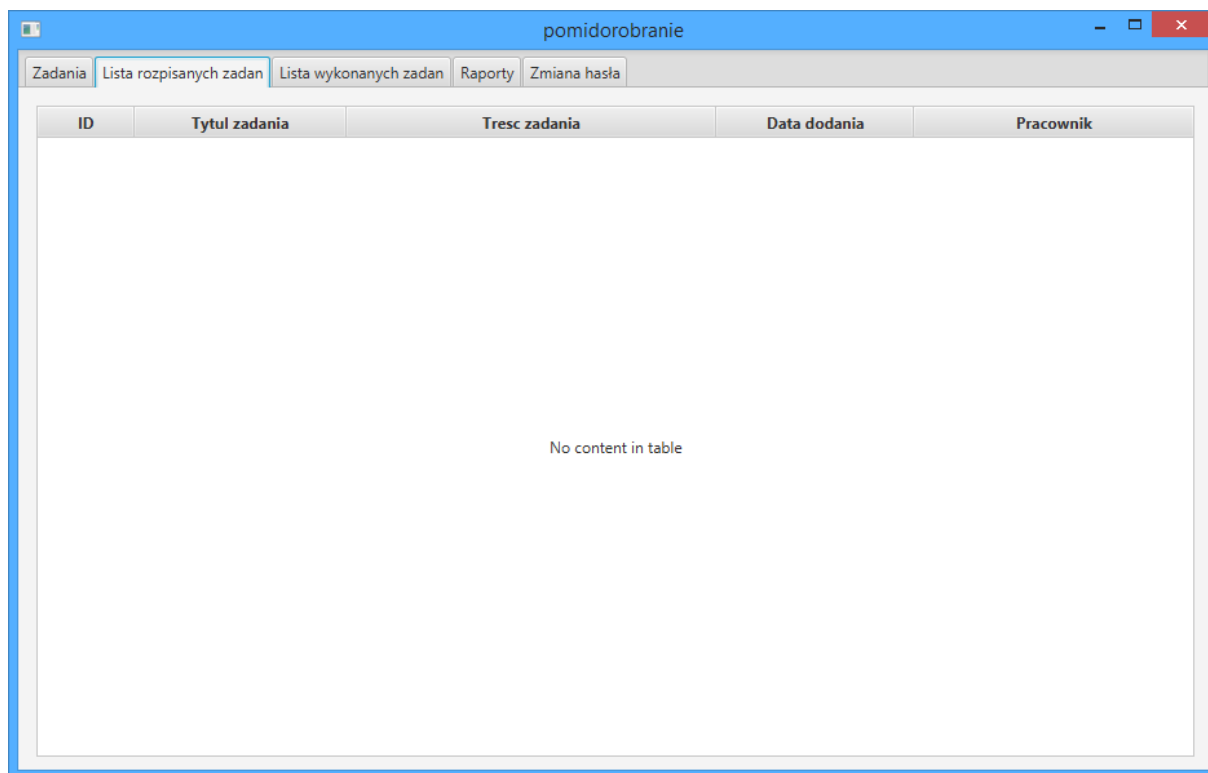 pomidorobranie
Zadania Lista rozpisanych zadan Lista wykonanych zadan Raporty Zmiana hasła
ID Tytul zadania Tresc zadania Data dodania Pracownik
No content in table